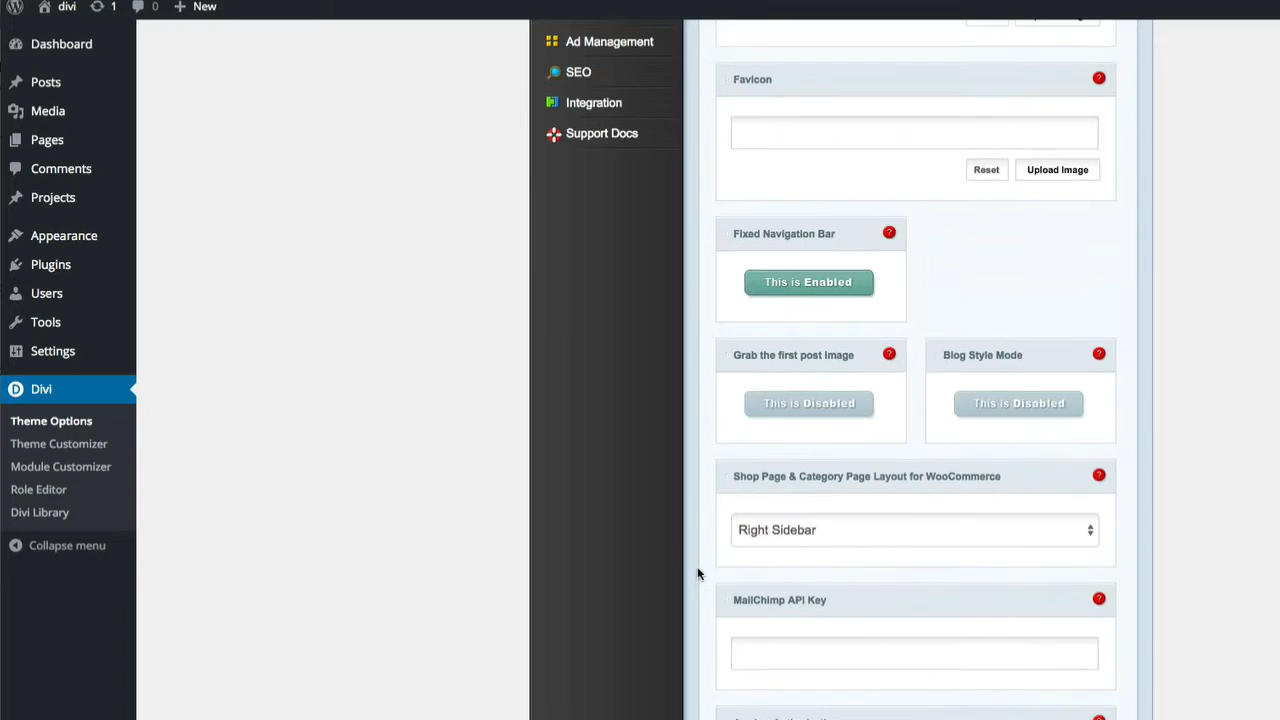 divi 1 0 New
Dashboard
Posts
Media
Pages
Comments
Projects
Appearance
Plugins
Users
Tools
Settings
Divi
Theme Options
Theme Customizer
Module Customizer
Role Editor
Divi Library
Collapse menu
Ad Management
SEO
Integration
Support Docs
Favicon ?
Reset Upload Image
Fixed Navigation Bar ?
This is Enabled
Grab the first post image ?
This is Disabled
Blog Style Mode ?
This is Disabled
Shop Page & Category Page Layout for WooCommerce ?
Right Sidebar
MailChimp API Key ?